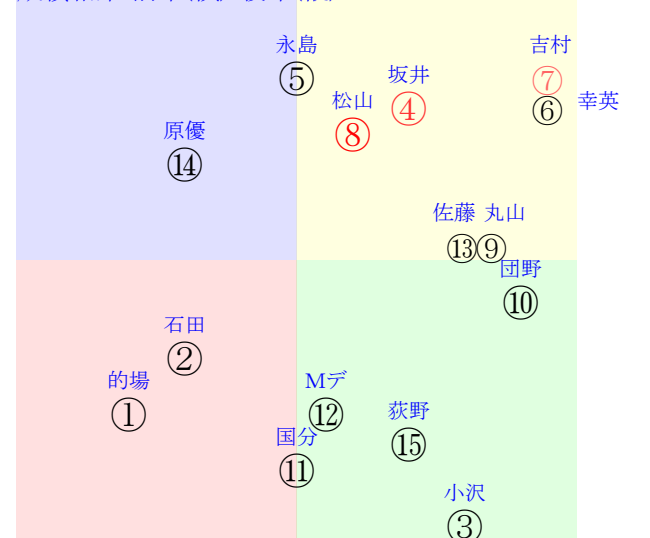 永島
⑤
吉村
⑦
⑥ 幸英
坂井
④
松山
⑧
原優
⑭
佐藤 丸山
⑬⑨
団野
⑩
石田
②
的場
①
Mデ
⑫
荻野
⑮
国分
⑪
小沢
③